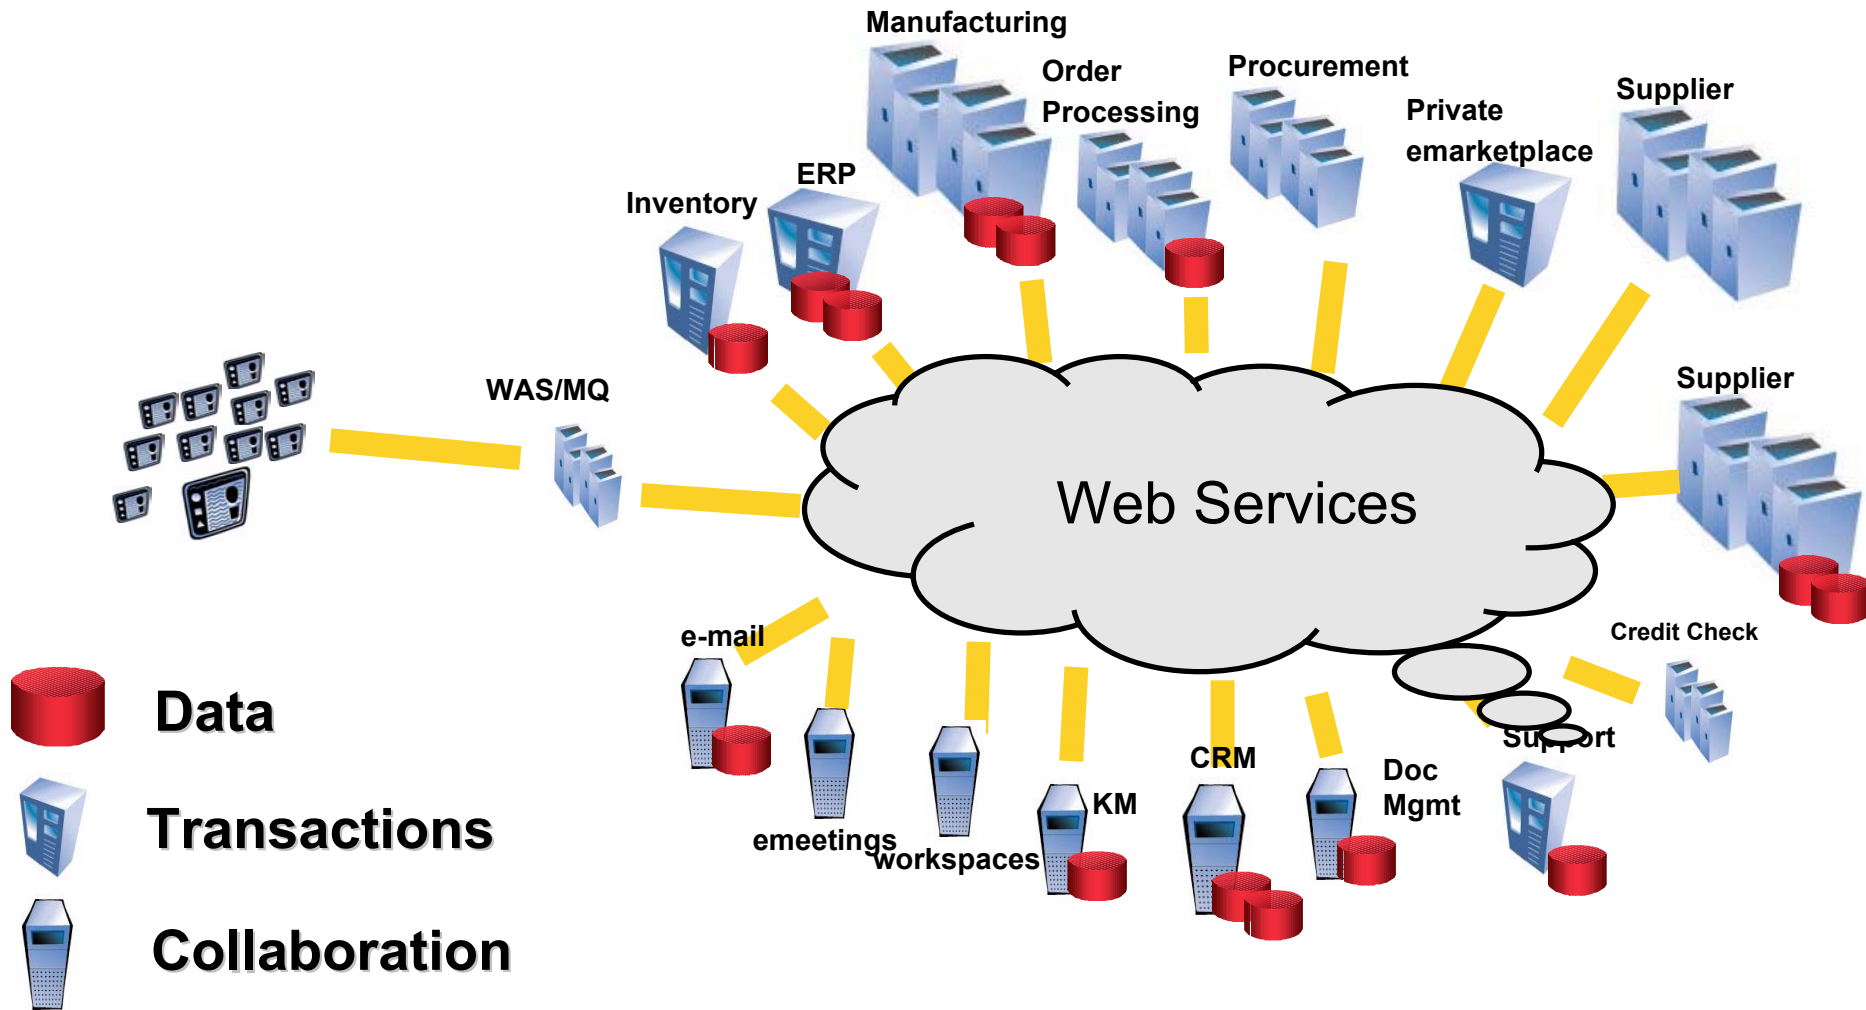 Manufacturing
Order
Processing
Procurement
Private
emarketplace
Supplier
ERP
Inventory
WAS/MQ
Supplier
Web Services
e-mail
Credit Check
Data
Support
CRM
Doc
Mgmt
KM
emeetings
workspaces
Transactions
Collaboration